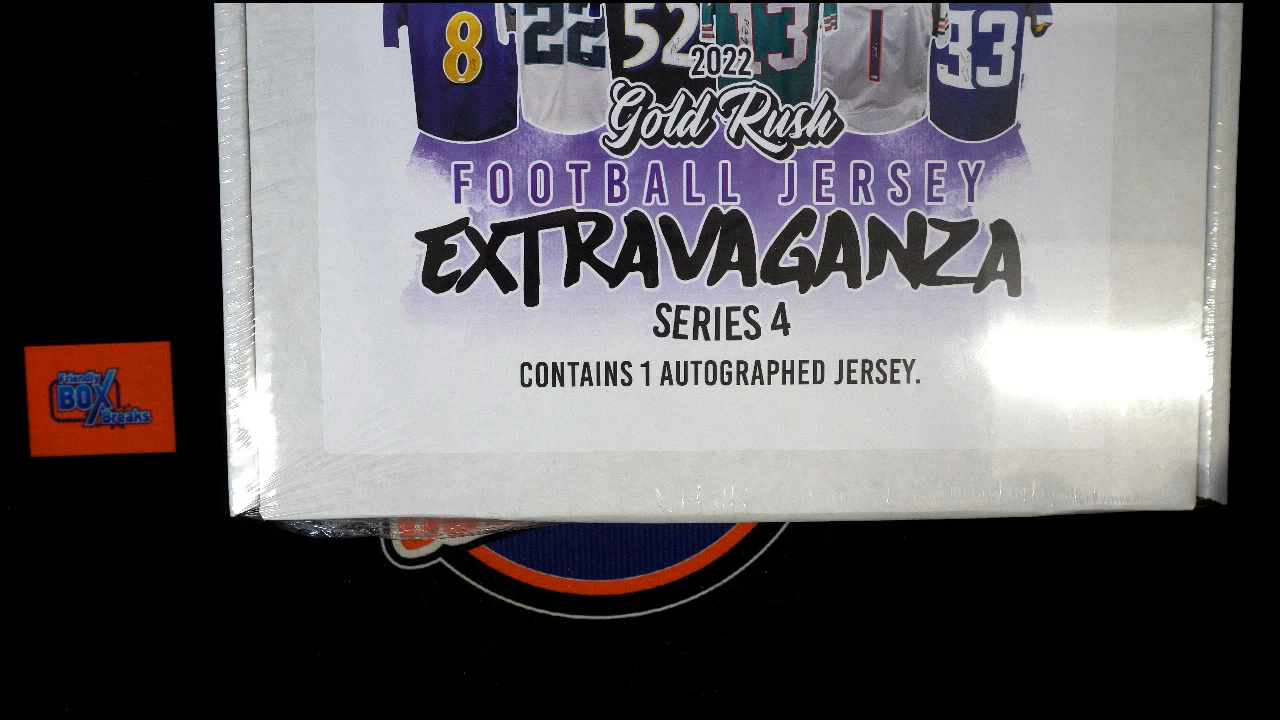 8 22 52 13 1 33
2022
Gold Rush
FOOTBALL JERSEY
EXTRAVAGANZA
SERIES 4
CONTAINS 1 AUTOGRAPHED JERSEY.
Friendly
BOX
Breaks